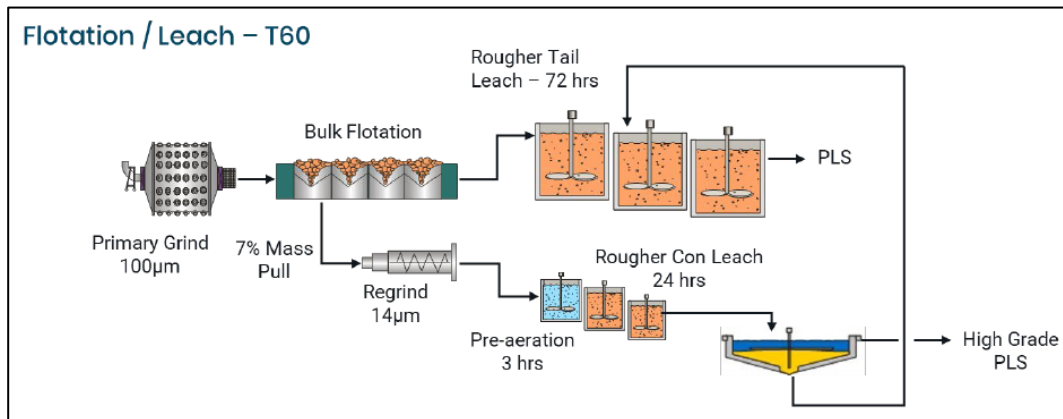 Flotation / Leach – T60
Rougher Tail
Leach – 72 hrs
Bulk Flotation
PLS
Primary Grind
100µm
7% Mass
Pull
Regrind
14µm
Rougher Con Leach
24 hrs
Pre-aeration
3 hrs
High Grade
PLS